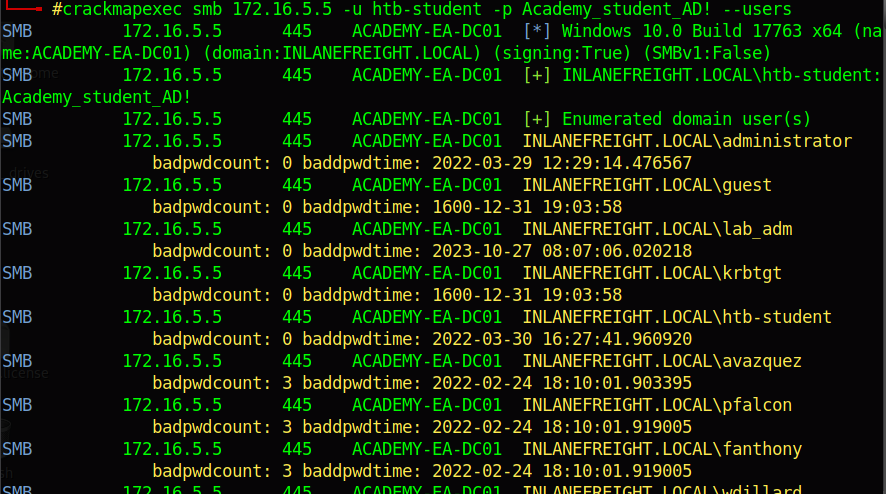 #crackmapexec smb 172.16.5.5 -u htb-student -p Academy_student_AD! --users
SMB 172.16.5.5 445 ACADEMY-EA-DC01 [*] Windows 10.0 Build 17763 x64 (na
me:ACADEMY-EA-DC01) (domain:INLANEFREIGHT.LOCAL) (signing:True) (SMBv1:False)
SMB 172.16.5.5 445 ACADEMY-EA-DC01 [+] INLANEFREIGHT.LOCAL\htb-student:
Academy_student_AD!
SMB 172.16.5.5 445 ACADEMY-EA-DC01 [+] Enumerated domain user(s)
SMB 172.16.5.5 445 ACADEMY-EA-DC01 INLANEFREIGHT.LOCAL\administrator
badpwdcount: 0 baddpwdtime: 2022-03-29 12:29:14.476567
SMB 172.16.5.5 445 ACADEMY-EA-DC01 INLANEFREIGHT.LOCAL\guest
badpwdcount: 0 baddpwdtime: 1600-12-31 19:03:58
SMB 172.16.5.5 445 ACADEMY-EA-DC01 INLANEFREIGHT.LOCAL\lab_adm
badpwdcount: 0 baddpwdtime: 2023-10-27 08:07:06.020218
SMB 172.16.5.5 445 ACADEMY-EA-DC01 INLANEFREIGHT.LOCAL\krbtgt
badpwdcount: 0 baddpwdtime: 1600-12-31 19:03:58
SMB 172.16.5.5 445 ACADEMY-EA-DC01 INLANEFREIGHT.LOCAL\htb-student
badpwdcount: 0 baddpwdtime: 2022-03-30 16:27:41.960920
SMB 172.16.5.5 445 ACADEMY-EA-DC01 INLANEFREIGHT.LOCAL\avazquez
badpwdcount: 3 baddpwdtime: 2022-02-24 18:10:01.903395
SMB 172.16.5.5 445 ACADEMY-EA-DC01 INLANEFREIGHT.LOCAL\pfalcon
badpwdcount: 3 baddpwdtime: 2022-02-24 18:10:01.919005
SMB 172.16.5.5 445 ACADEMY-EA-DC01 INLANEFREIGHT.LOCAL\fanthony
badpwdcount: 3 baddpwdtime: 2022-02-24 18:10:01.919005
SMB 172.16.5.5 445 ACADEMY-EA-DC01 INLANEFREIGHT.LOCAL\wdillard